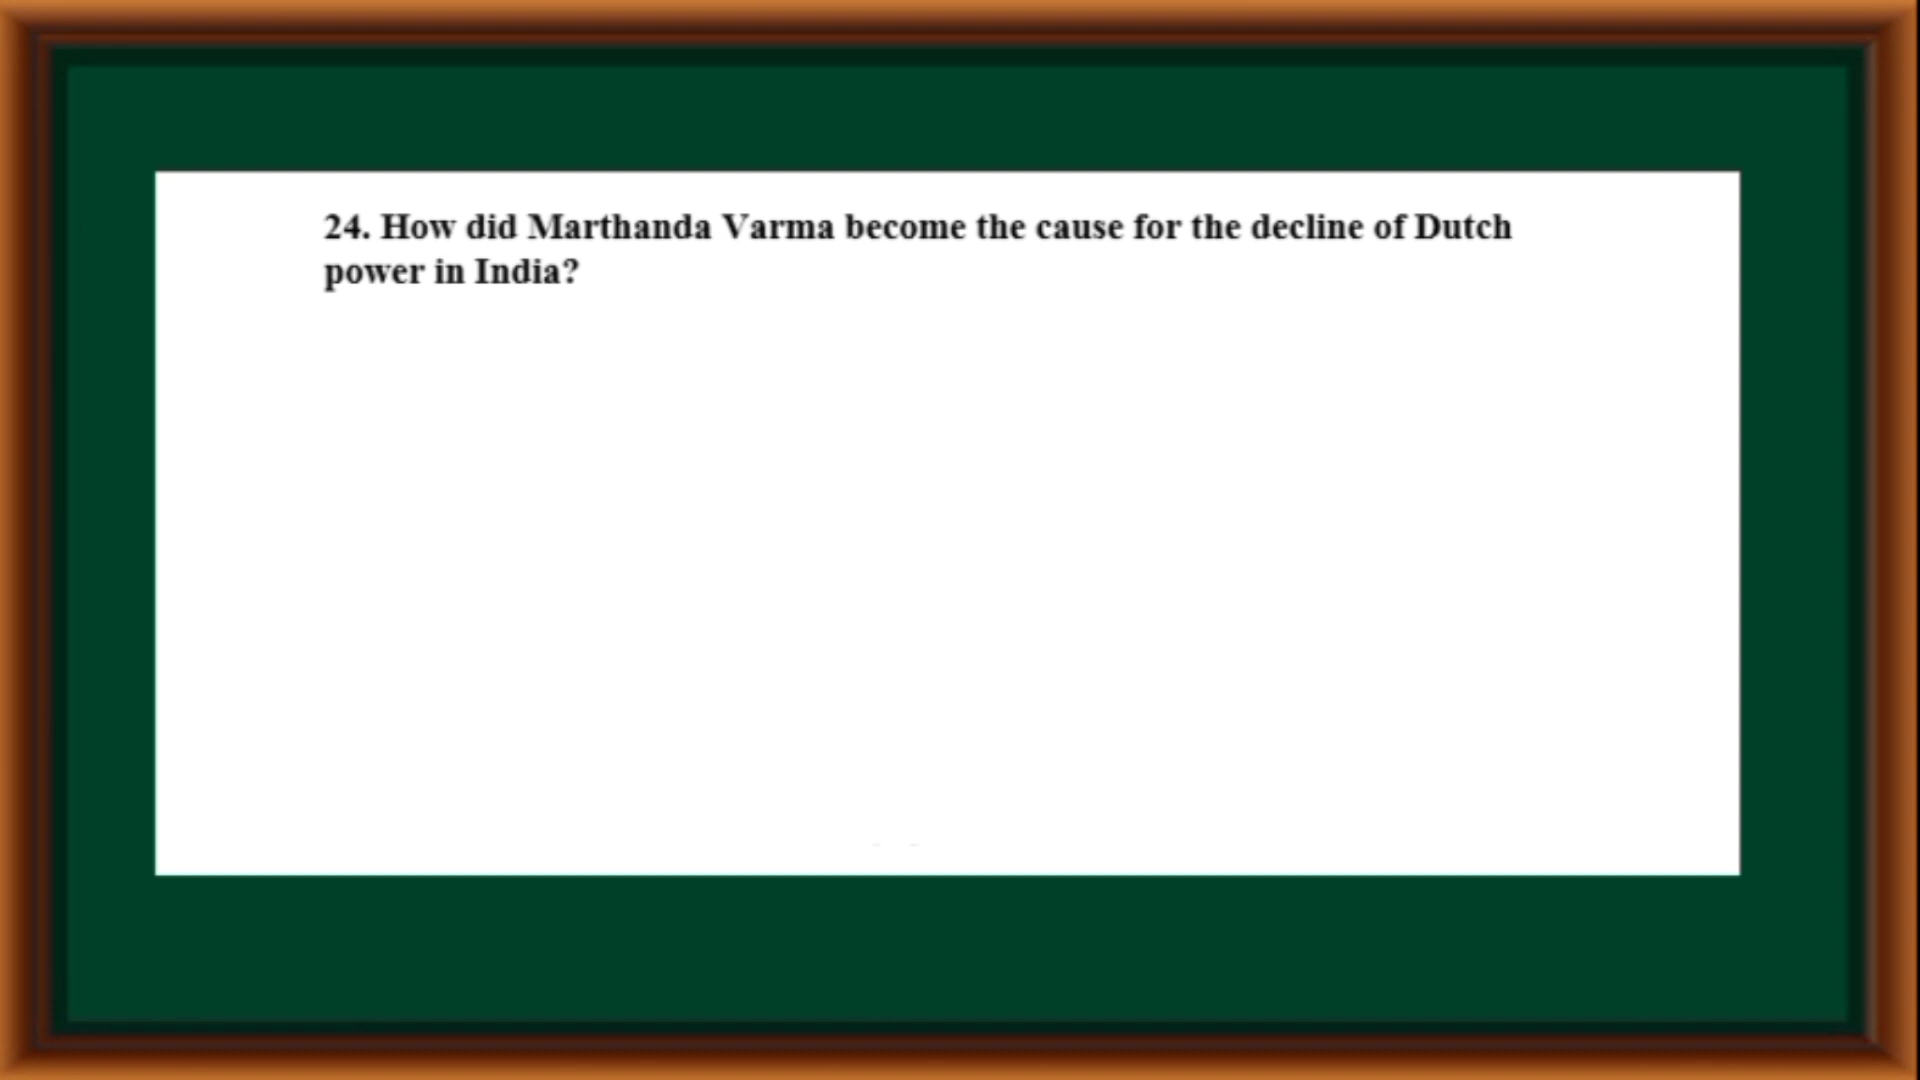 24. How did Marthanda Varma become the cause for the decline of Dutch
power in India?